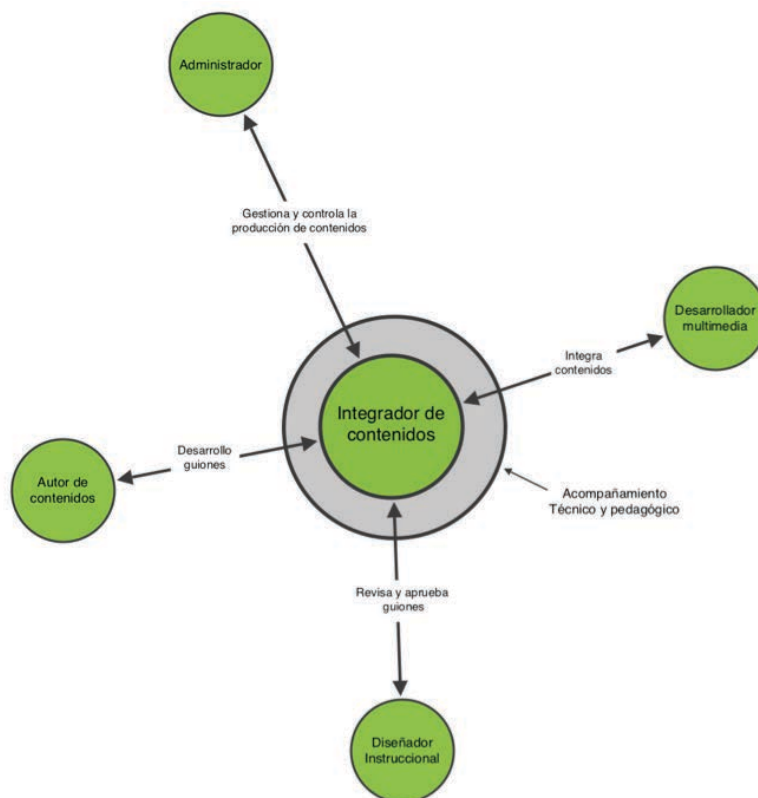 Administrador
Gestiona y controla la
producción de contenidos
Desarrollador
multimedia
Integra
contenidos
Integrador de
contenidos
Desarrollo
guiones
Autor de
contenidos
Acompañamiento
Técnico y pedagógico
Revisa y aprueba
guiones
Diseñador
Instruccional